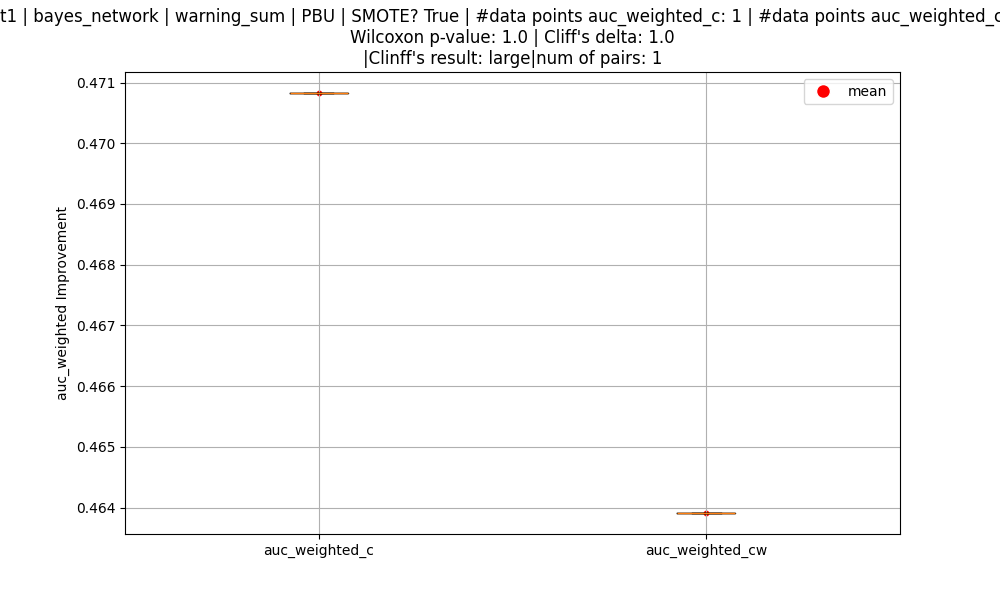 t1 | bayes_network | warning_sum | PBU | SMOTE? True | #data points auc_weighted_c: 1 | #data points auc_weighted_c
Wilcoxon p-value: 1.0 | Cliff's delta: 1.0
|Clinff's result: large|num of pairs: 1
mean
auc_weighted Improvement
0.471
0.470
0.469
0.468
0.467
0.466
0.465
0.464
auc_weighted_c
auc_weighted_cw